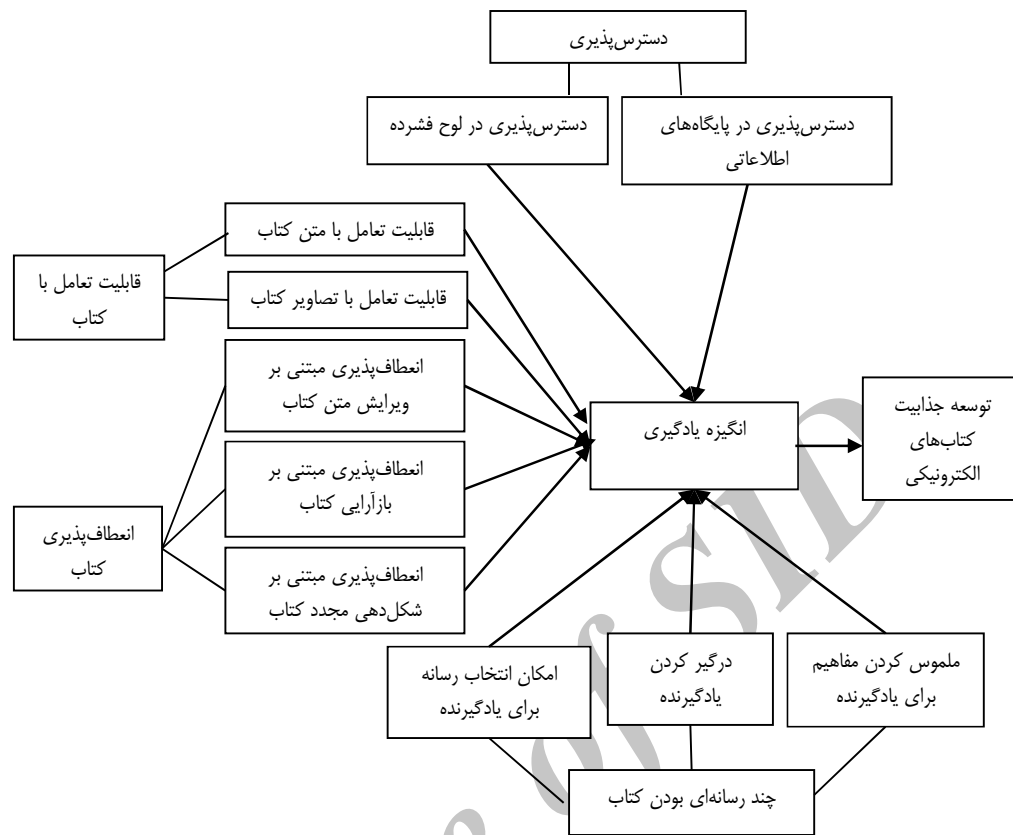 دسترس‌پذیری
دسترس‌پذیری در پایگاه‌های
اطلاعاتی
دسترس‌پذیری در لوح فشرده
قابلیت تعامل با متن کتاب
قابلیت تعامل با تصاویر کتاب
قابلیت تعامل با
کتاب
انعطاف‌پذیری مبتنی بر
ویرایش متن کتاب
انعطاف‌پذیری مبتنی بر
بازآرایی کتاب
انعطاف‌پذیری مبتنی بر
شکل‌دهی مجدد کتاب
انعطاف‌پذیری
کتاب
انگیزه یادگیری
توسعه جذابیت
کتاب‌های
الکترونیکی
ملموس کردن مفاهیم
برای یادگیرنده
درگیر کردن
یادگیرنده
امکان انتخاب رسانه
برای یادگیرنده
چند رسانه‌ای بودن کتاب
of SID